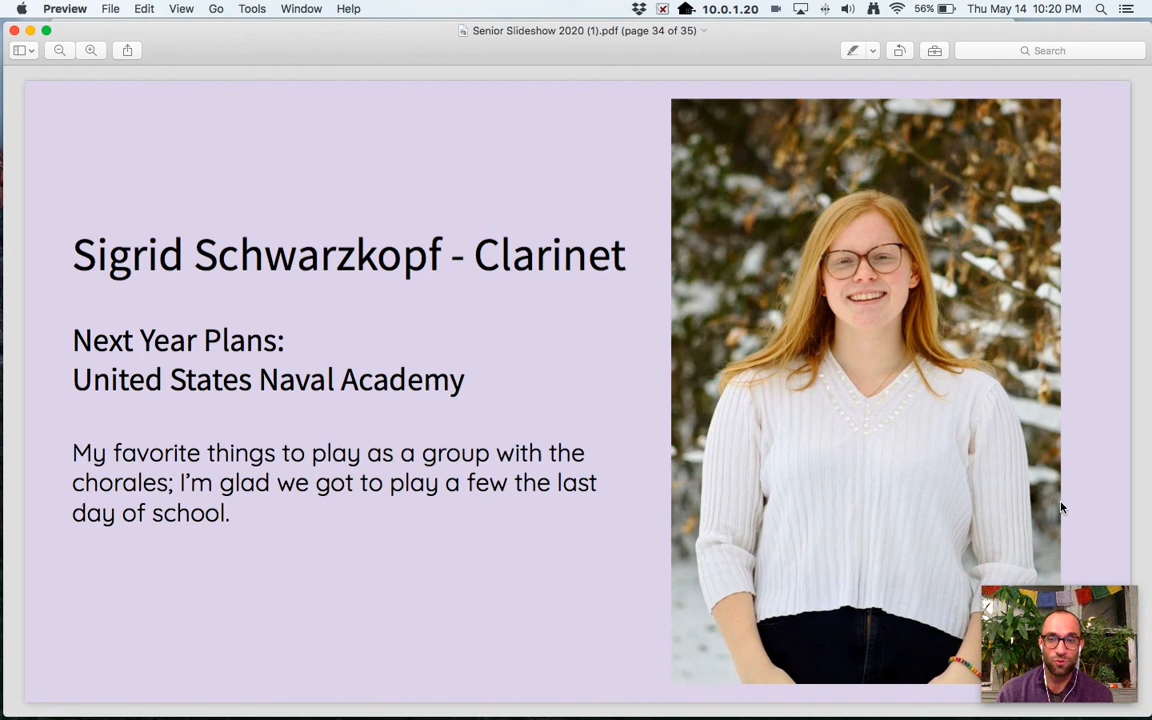 Preview File Edit View Go Tools Window Help 10.0.1.20 56% Thu May 14 10:20 PM
Senior Slideshow 2020 (1).pdf (page 34 of 35)
Search
Sigrid Schwarzkopf - Clarinet
Next Year Plans:
United States Naval Academy
My favorite things to play as a group with the
chorales; I’m glad we got to play a few the last
day of school.